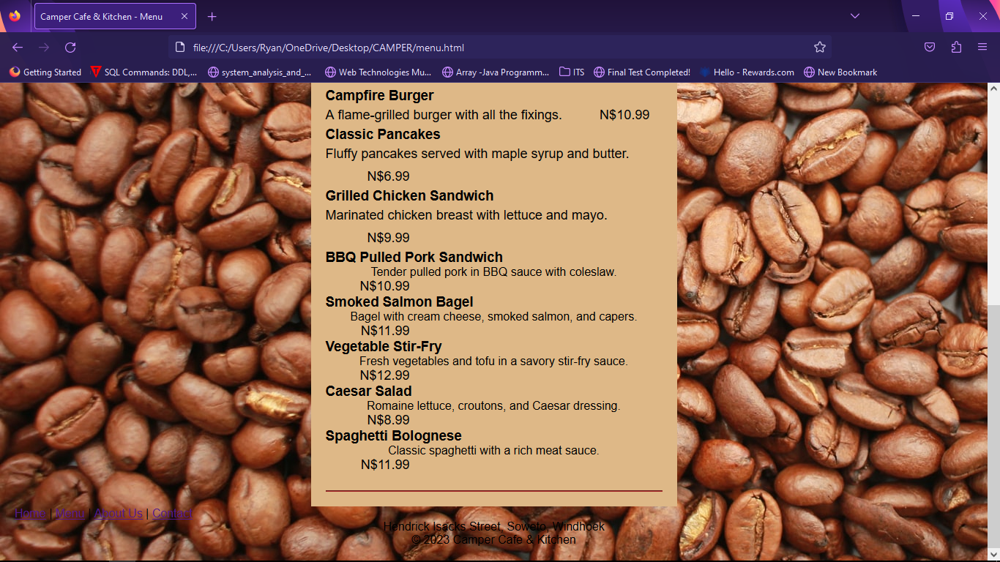 Camper Cafe & Kitchen - Menu
file:///C:/Users/Ryan/OneDrive/Desktop/CAMPER/menu.html
Getting Started SQL Commands: DDL,... system_analysis_and_... Web Technologies Mu... Array -Java Programm... ITS Final Test Completed! Hello - Rewards.com New Bookmark
Campfire Burger
A flame-grilled burger with all the fixings. N$10.99
Classic Pancakes
Fluffy pancakes served with maple syrup and butter.
N$6.99
Grilled Chicken Sandwich
Marinated chicken breast with lettuce and mayo.
N$9.99
BBQ Pulled Pork Sandwich
Tender pulled pork in BBQ sauce with coleslaw.
N$10.99
Smoked Salmon Bagel
Bagel with cream cheese, smoked salmon, and capers.
N$11.99
Vegetable Stir-Fry
Fresh vegetables and tofu in a savory stir-fry sauce.
N$12.99
Caesar Salad
Romaine lettuce, croutons, and Caesar dressing.
N$8.99
Spaghetti Bolognese
Classic spaghetti with a rich meat sauce.
N$11.99
Home | Menu | About Us | Contact
Hendrick Isacks Street, Soweto, Windhoek
© 2023 Camper Cafe & Kitchen